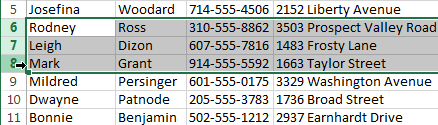 5 Josefina Woodard 714-555-4506 2152 Liberty Avenue
6 Rodney Ross 310-555-8862 3503 Prospect Valley Road
7 Leigh Dizon 607-555-7816 1483 Frosty Lane
8 Mark Grant 914-555-5592 1663 Taylor Street
9 Mildred Persinger 601-555-0175 3329 Washington Avenue
10 Dwayne Patnode 205-555-3783 1736 Broad Street
11 Bonnie Benjamin 502-555-1212 2937 Earnhardt Drive